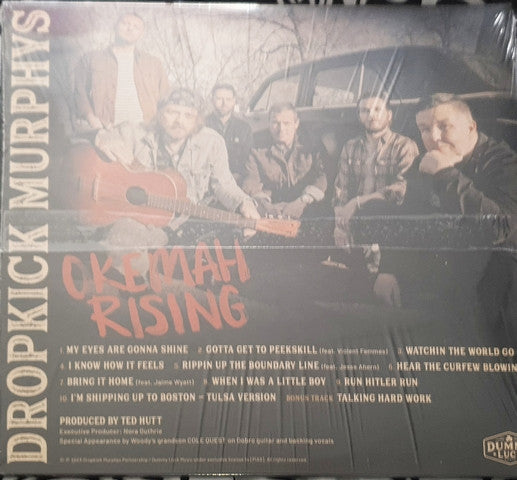 DROPKICK MURPHYS
OKEMAH
RISING
1 MY EYES ARE GONNA SHINE 2 GOTTA GET TO PEEKSKILL (feat. Violent Femmes) 3 WATCHIN THE WORLD GO
4 I KNOW HOW IT FEELS 5 RIPPIN UP THE BOUNDARY LINE (feat. Jesse Ahern) 6 HEAR THE CURFEW BLOWIN
7 BRING IT HOME (feat. Jaime Wyatt) 8 WHEN I WAS A LITTLE BOY 9 RUN HITLER RUN
10 I'M SHIPPING UP TO BOSTON – TULSA VERSION BONUS TRACK TALKING HARD WORK
PRODUCED BY TED HUTT
Executive Producer: Nora Guthrie
Special Appearance by Woody's grandson COLE QUEST on Dobro guitar and backing vocals
All rights reserved.